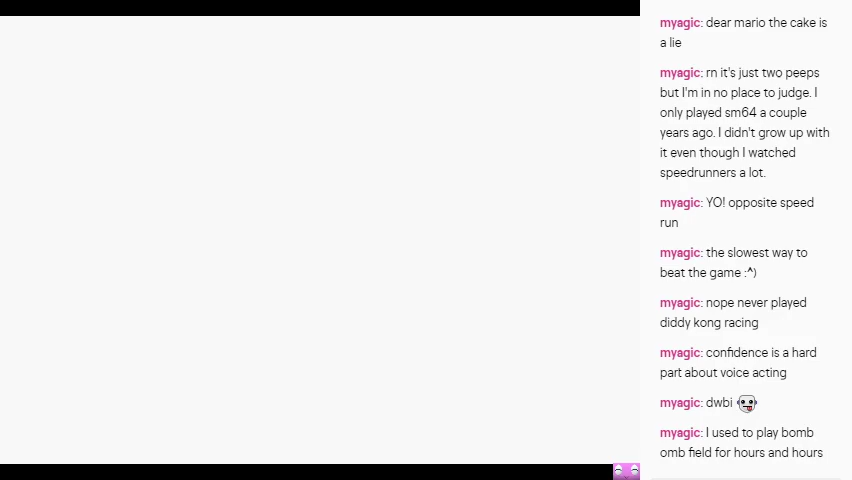 myagic: dear mario the cake is
a lie
myagic: rn it's just two peeps
but I'm in no place to judge. I
only played sm64 a couple
years ago. I didn't grow up with
it even though I watched
speedrunners a lot.
myagic: YO! opposite speed
run
myagic: the slowest way to
beat the game :^)
myagic: nope never played
diddy kong racing
myagic: confidence is a hard
part about voice acting
myagic: dwbi
myagic: I used to play bomb
omb field for hours and hours